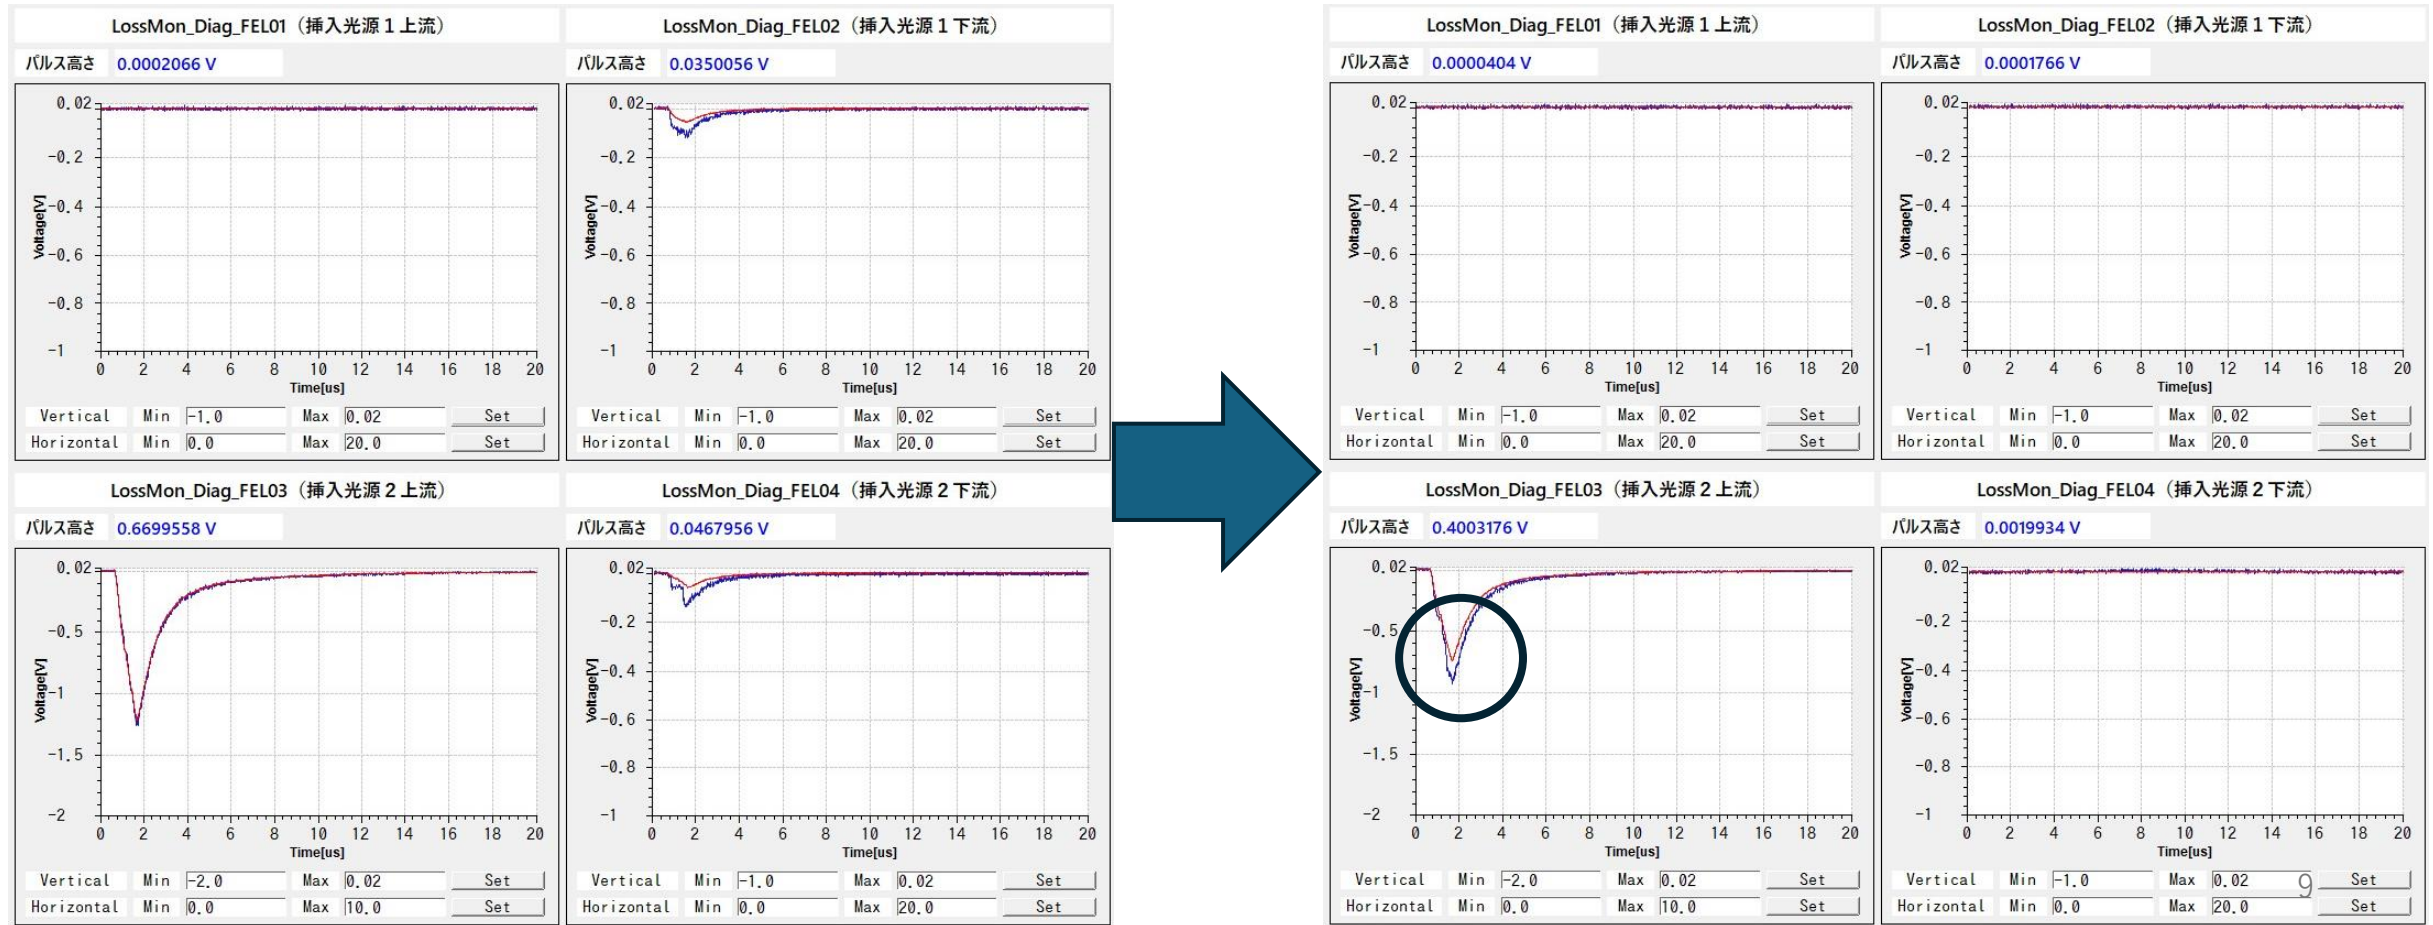 LossMon_Diag_FEL01（挿入光源１上流）
パルス高さ 0.0002066 V
0.02
-0.2
-0.4
-0.6
-0.8
-1
Voltage[V]
0 2 4 6 8 10 12 14 16 18 20
Time[us]
Vertical Min -1.0 Max 0.02 Set
Horizontal Min 0.0 Max 20.0 Set
LossMon_Diag_FEL02（挿入光源１下流）
パルス高さ 0.0350056 V
0.02
-0.2
-0.4
-0.6
-0.8
-1
Voltage[V]
0 2 4 6 8 10 12 14 16 18 20
Time[us]
Vertical Min -1.0 Max 0.02 Set
Horizontal Min 0.0 Max 20.0 Set
LossMon_Diag_FEL03（挿入光源２上流）
パルス高さ 0.6699558 V
0.02
-0.5
-1
-1.5
-2
Voltage[V]
0 2 4 6 8 10 12 14 16 18 20
Time[us]
Vertical Min -2.0 Max 0.02 Set
Horizontal Min 0.0 Max 10.0 Set
LossMon_Diag_FEL04（挿入光源２下流）
パルス高さ 0.0467956 V
0.02
-0.2
-0.4
-0.6
-0.8
-1
Voltage[V]
0 2 4 6 8 10 12 14 16 18 20
Time[us]
Vertical Min -1.0 Max 0.02 Set
Horizontal Min 0.0 Max 20.0 Set
LossMon_Diag_FEL01（挿入光源１上流）
パルス高さ 0.0000404 V
0.02
-0.2
-0.4
-0.6
-0.8
-1
Voltage[V]
0 2 4 6 8 10 12 14 16 18 20
Time[us]
Vertical Min -1.0 Max 0.02 Set
Horizontal Min 0.0 Max 20.0 Set
LossMon_Diag_FEL02（挿入光源１下流）
パルス高さ 0.0001766 V
0.02
-0.2
-0.4
-0.6
-0.8
-1
Voltage[V]
0 2 4 6 8 10 12 14 16 18 20
Time[us]
Vertical Min -1.0 Max 0.02 Set
Horizontal Min 0.0 Max 20.0 Set
LossMon_Diag_FEL03（挿入光源２上流）
パルス高さ 0.4003176 V
0.02
-0.5
-1
-1.5
-2
Voltage[V]
0 2 4 6 8 10 12 14 16 18 20
Time[us]
Vertical Min -2.0 Max 0.02 Set
Horizontal Min 0.0 Max 10.0 Set
LossMon_Diag_FEL04（挿入光源２下流）
パルス高さ 0.0019934 V
0.02
-0.2
-0.4
-0.6
-0.8
-1
Voltage[V]
0 2 4 6 8 10 12 14 16 18 20
Time[us]
Vertical Min -1.0 Max 0.02 Set
Horizontal Min 0.0 Max 20.0 Set
9